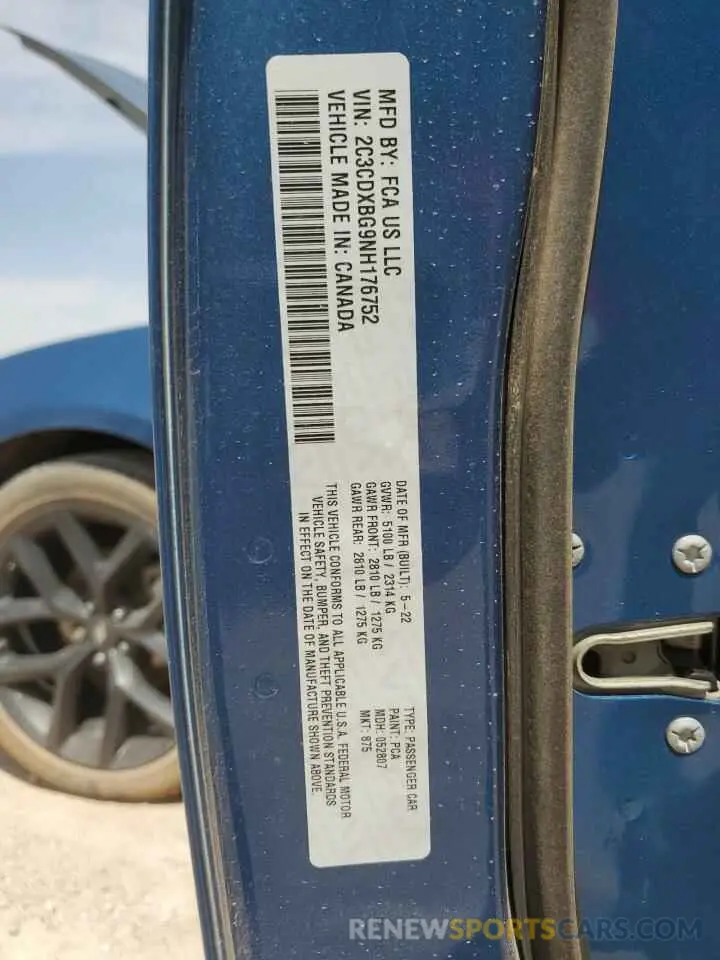 MFD BY: FCA US LLC
VIN: 2C3CDXBG9NH176752
VEHICLE MADE IN: CANADA
DATE OF MFR (BUILT): 5-22
GVWR: 5100 LB / 2314 KG
GAWR FRONT: 2810 LB / 1275 KG
GAWR REAR: 2810 LB / 1275 KG
THIS VEHICLE CONFORMS TO ALL APPLICABLE U.S.A. FEDERAL MOTOR
VEHICLE SAFETY, BUMPER, AND THEFT PREVENTION STANDARDS
IN EFFECT ON THE DATE OF MANUFACTURE SHOWN ABOVE.
TYPE: PASSENGER CAR
PAINT: PCA
MDH: 052807
MKT: 875
RENEWSPORTSCARS.COM